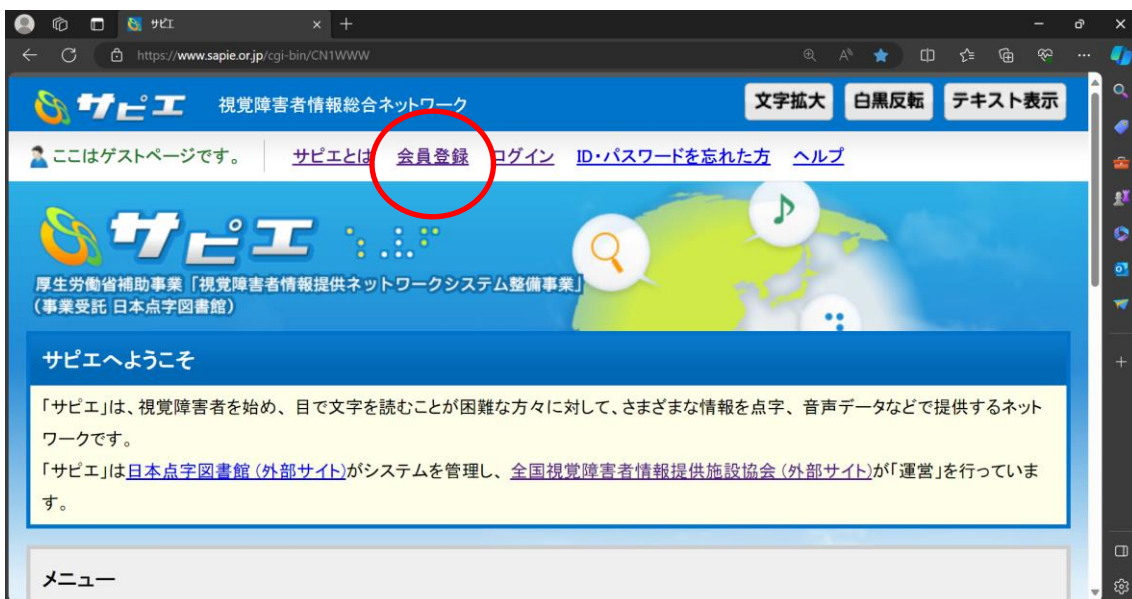 サピエ
https://www.sapie.or.jp/cgi-bin/CN1WWW
サピエ 視覚障害者情報総合ネットワーク 文字拡大 白黒反転 テキスト表示
ここはゲストページです。 サピエとは 会員登録 ログイン ID・パスワードを忘れた方 ヘルプ
サピエ
厚生労働省補助事業「視覚障害者情報提供ネットワークシステム整備事業」
(事業受託 日本点字図書館)
サピエへようこそ
「サピエ」は、視覚障害者を始め、目で文字を読むことが困難な方々に対して、さまざまな情報を点字、音声データなどで提供するネット
ワークです。
「サピエ」は日本点字図書館(外部サイト)がシステムを管理し、全国視覚障害者情報提供施設協会(外部サイト)が「運営」を行っていま
す。
メニュー